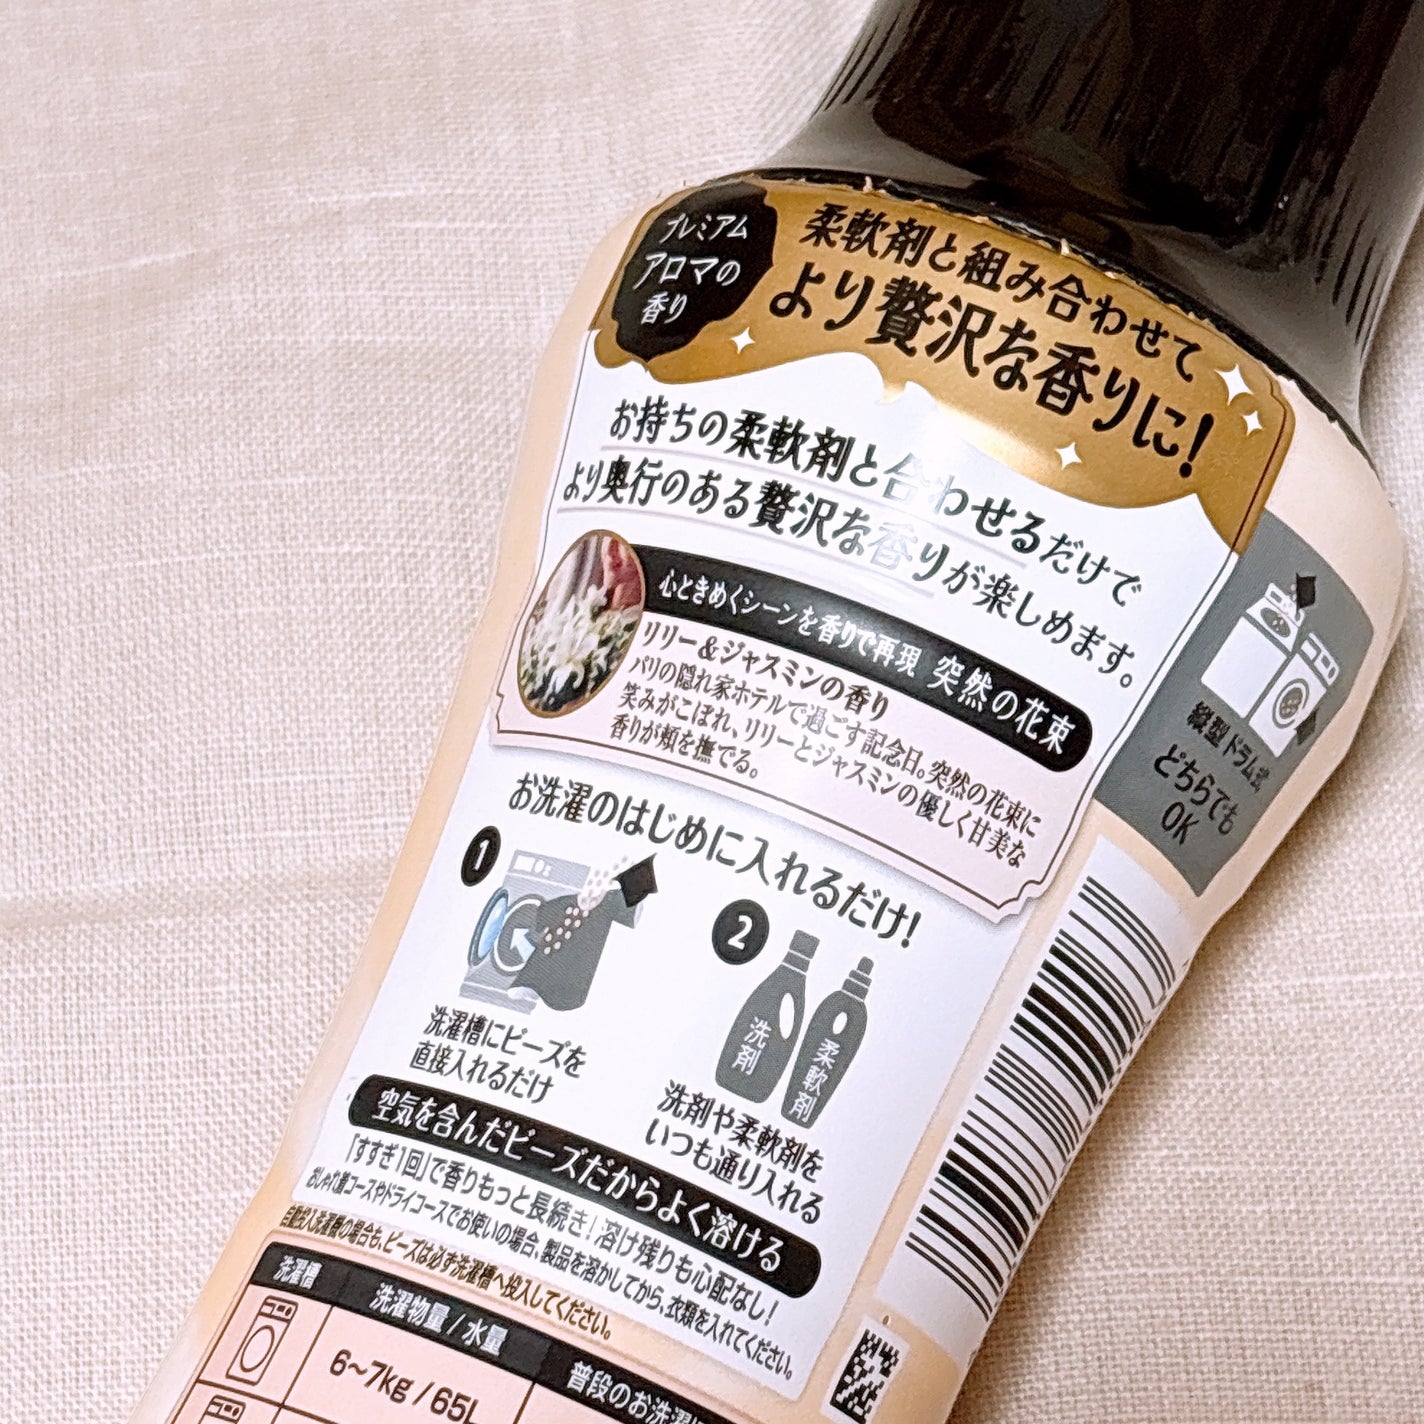 プレミアム
アロマの
香り
柔軟剤と組み合わせて
より贅沢な香りに!
お持ちの柔軟剤と合わせるだけで
より奥行のある贅沢な香りが楽しめます。
心ときめくシーンを香りで再現 突然の花束
リリー&ジャスミンの香り
パリの隠れ家ホテルで過ごす記念日。突然の花束に
笑みがこぼれ、リリーとジャスミンの優しく甘美な
香りが頬を撫でる。
縦型ドラム式
どちらでも
OK
お洗濯のはじめに入れるだけ!
1
洗濯槽にビーズを
直接入れるだけ
2
洗剤
柔軟剤
洗剤や柔軟剤を
いつも通り入れる
空気を含んだビーズだからよく溶ける
「すすぎ1回」で香りもっと長続き!溶け残りも心配なし!
おしゃれ着コースやドライコースでお使いの場合、製品を溶かしてから、衣類を入れてください。
自動投入洗濯機の場合も、ビーズは必ず洗濯槽へ投入してください。
洗濯槽
洗濯物量/水量
普段のお洗濯
6~7kg/65L